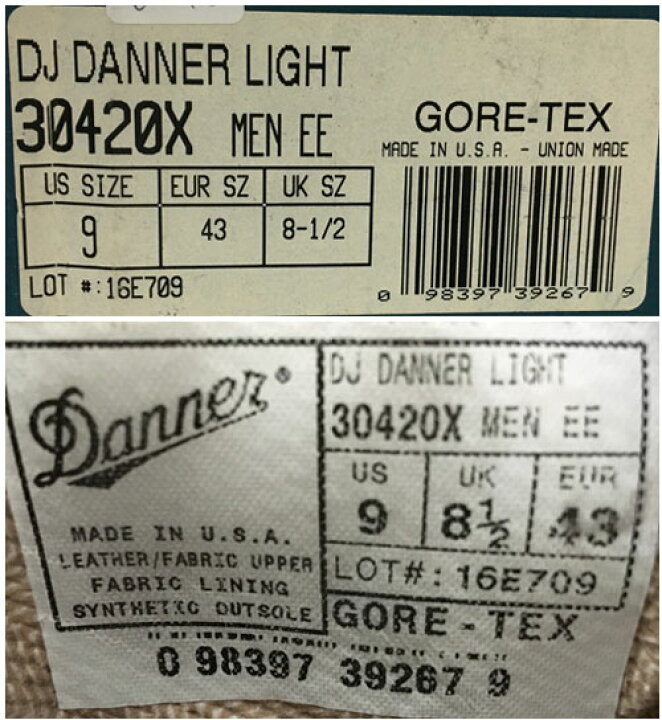 DJ DANNER LIGHT
30420X MEN EE
US SIZE EUR SZ UK SZ
9 43 8-1/2
LOT #:16E709
GORE-TEX
MADE IN U.S.A. - UNION MADE
0 98397 39267 9
Danner®
MADE IN U.S.A.
LEATHER/FABRIC UPPER
FABRIC LINING
SYNTHETIC OUTSOLE
DJ DANNER LIGHT
30420X MEN EE
US UK EUR
9 8½ 43
LOT#: 16E709
GORE-TEX
0 98397 39267 9